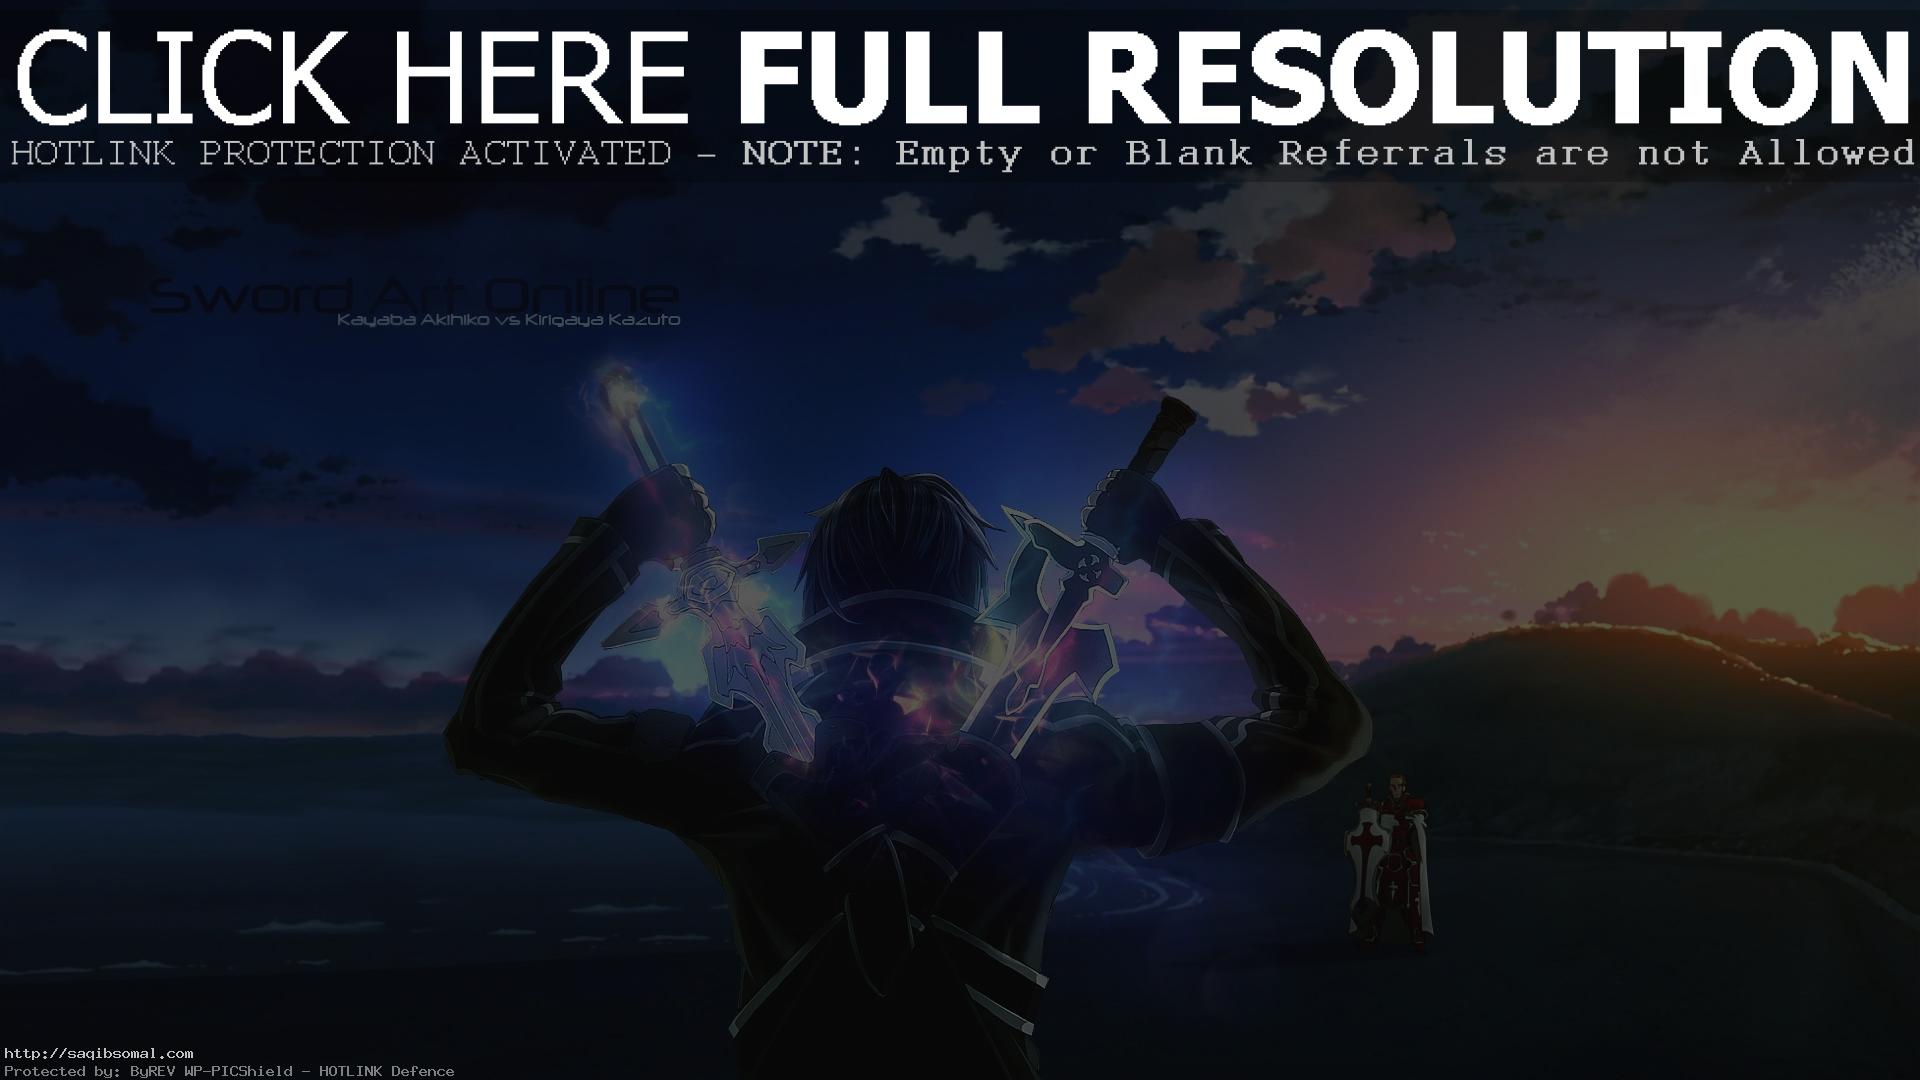 CLICK HERE FULL RESOLUTION
HOTLINK PROTECTION ACTIVATED - NOTE: Empty or Blank Referrals are not Allowed
Sword Art Online
Kayaba Akihiko vs Kirigaya Kazuto
http://saqibsomal.com
Protected by: ByREV WP-PICShield - HOTLINK Defence